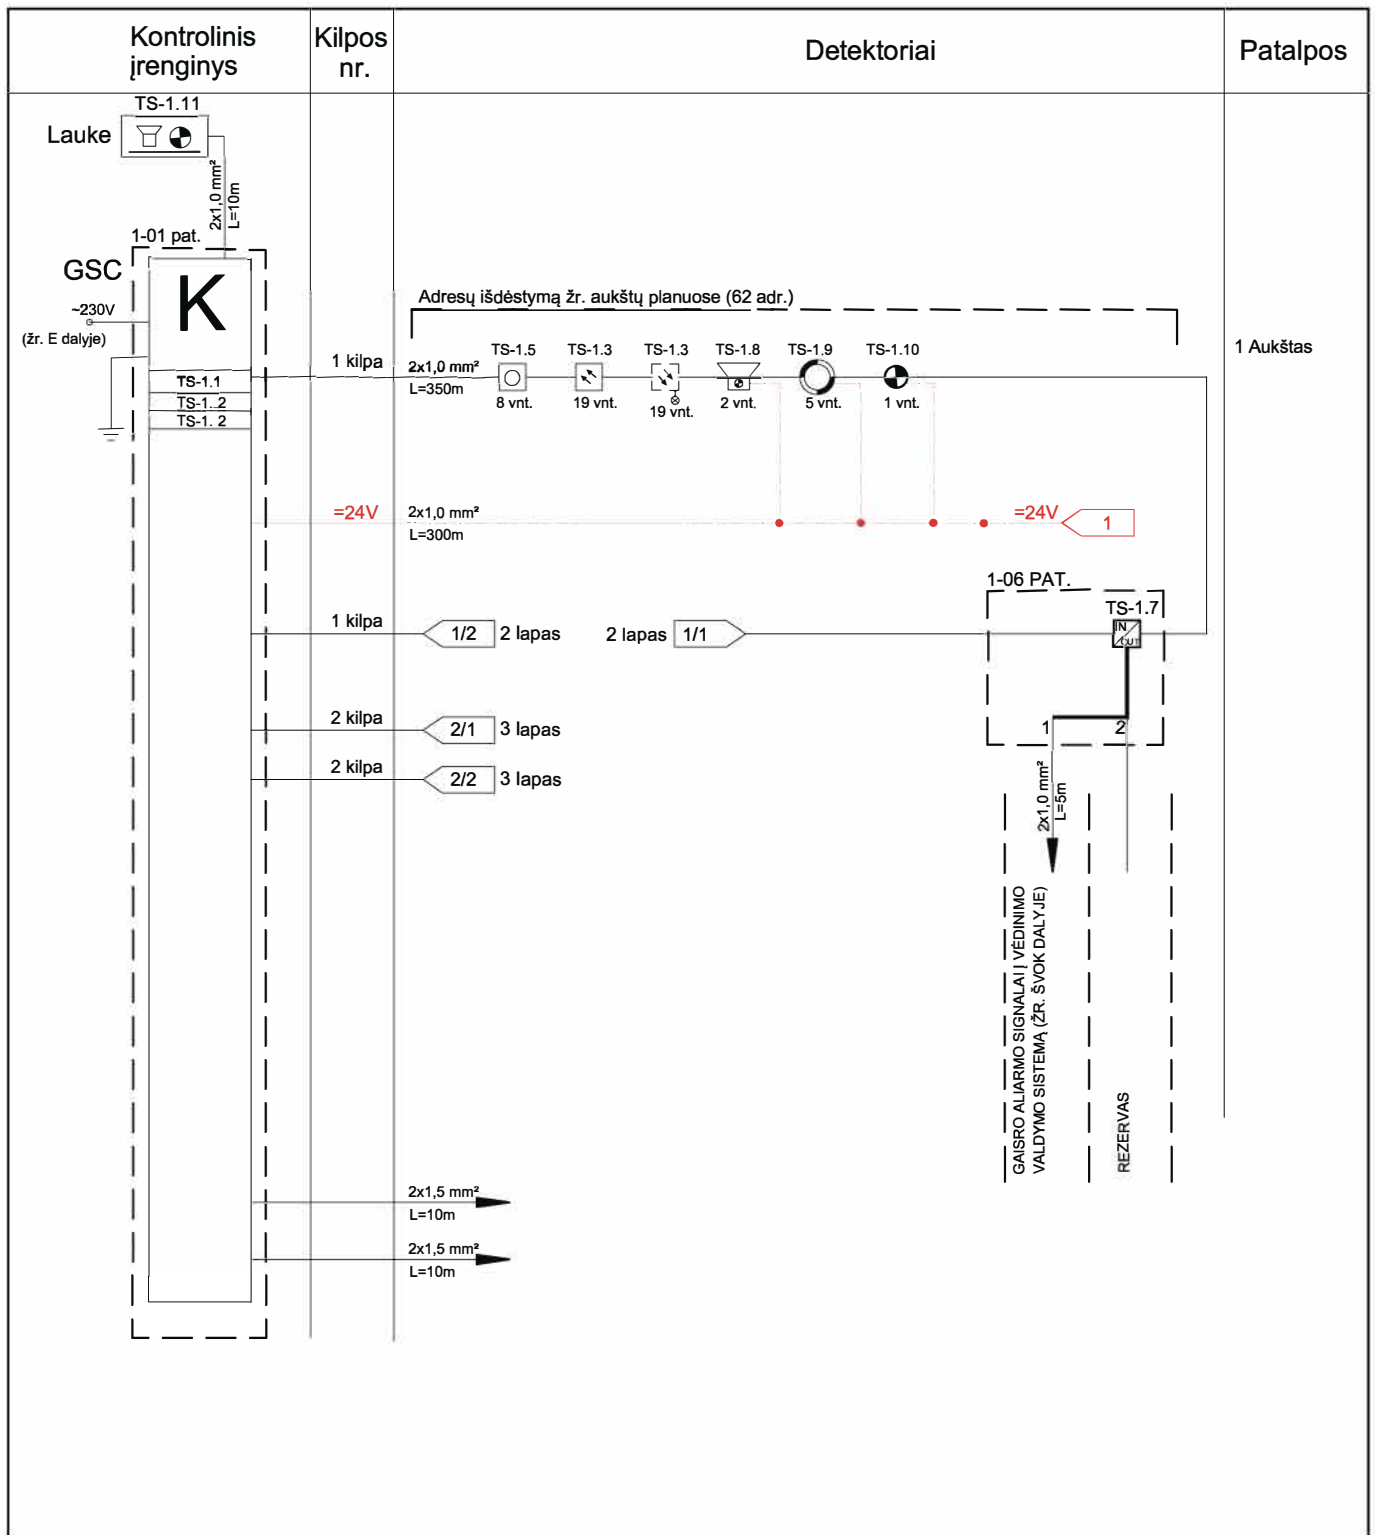 Kontrolinis
įrenginys
Kilpos
nr.
Detektoriai
Patalpos
TS-1.11
Lauke
2x1,0 mm²
L=10m
1-01 pat.
GSC
K
~230V
(žr. E dalyje)
Adresų išdėstymą žr. aukštų planuose (62 adr.)
1 kilpa
2x1,0 mm²
L=350m
TS-1.5
8 vnt.
TS-1.3
19 vnt.
TS-1.3
19 vnt.
TS-1.8
2 vnt.
TS-1.9
5 vnt.
TS-1.10
1 vnt.
1 Aukštas
TS-1.1
TS-1. 2
TS-1. 2
=24V
2x1,0 mm²
L=300m
=24V
1
1-06 PAT.
TS-1.7
IN
OUT
1 kilpa
1/2
2 lapas
2 lapas
1/1
2 kilpa
2/1
3 lapas
1
2
2 kilpa
2/2
3 lapas
2x1,0 mm²
L=5m
GAISRO ALIARMO SIGNALAI Į VĖDINIMO
VALDYMO SISTEMĄ (ŽR. ŠVOK DALYJE)
REZERVAS
2x1,5 mm²
L=10m
2x1,5 mm²
L=10m